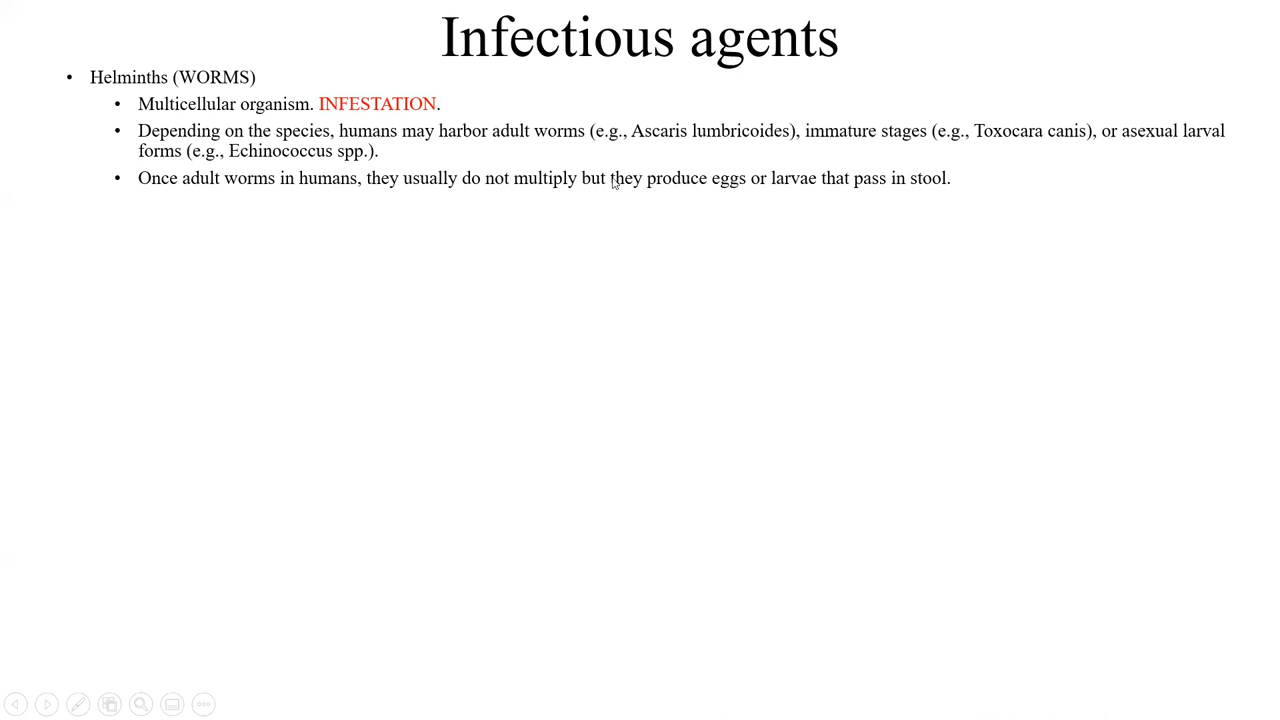 Infectious agents
• Helminths (WORMS)
• Multicellular organism. INFESTATION.
• Depending on the species, humans may harbor adult worms (e.g., Ascaris lumbricoides), immature stages (e.g., Toxocara canis), or asexual larval
forms (e.g., Echinococcus spp.).
• Once adult worms in humans, they usually do not multiply but they produce eggs or larvae that pass in stool.